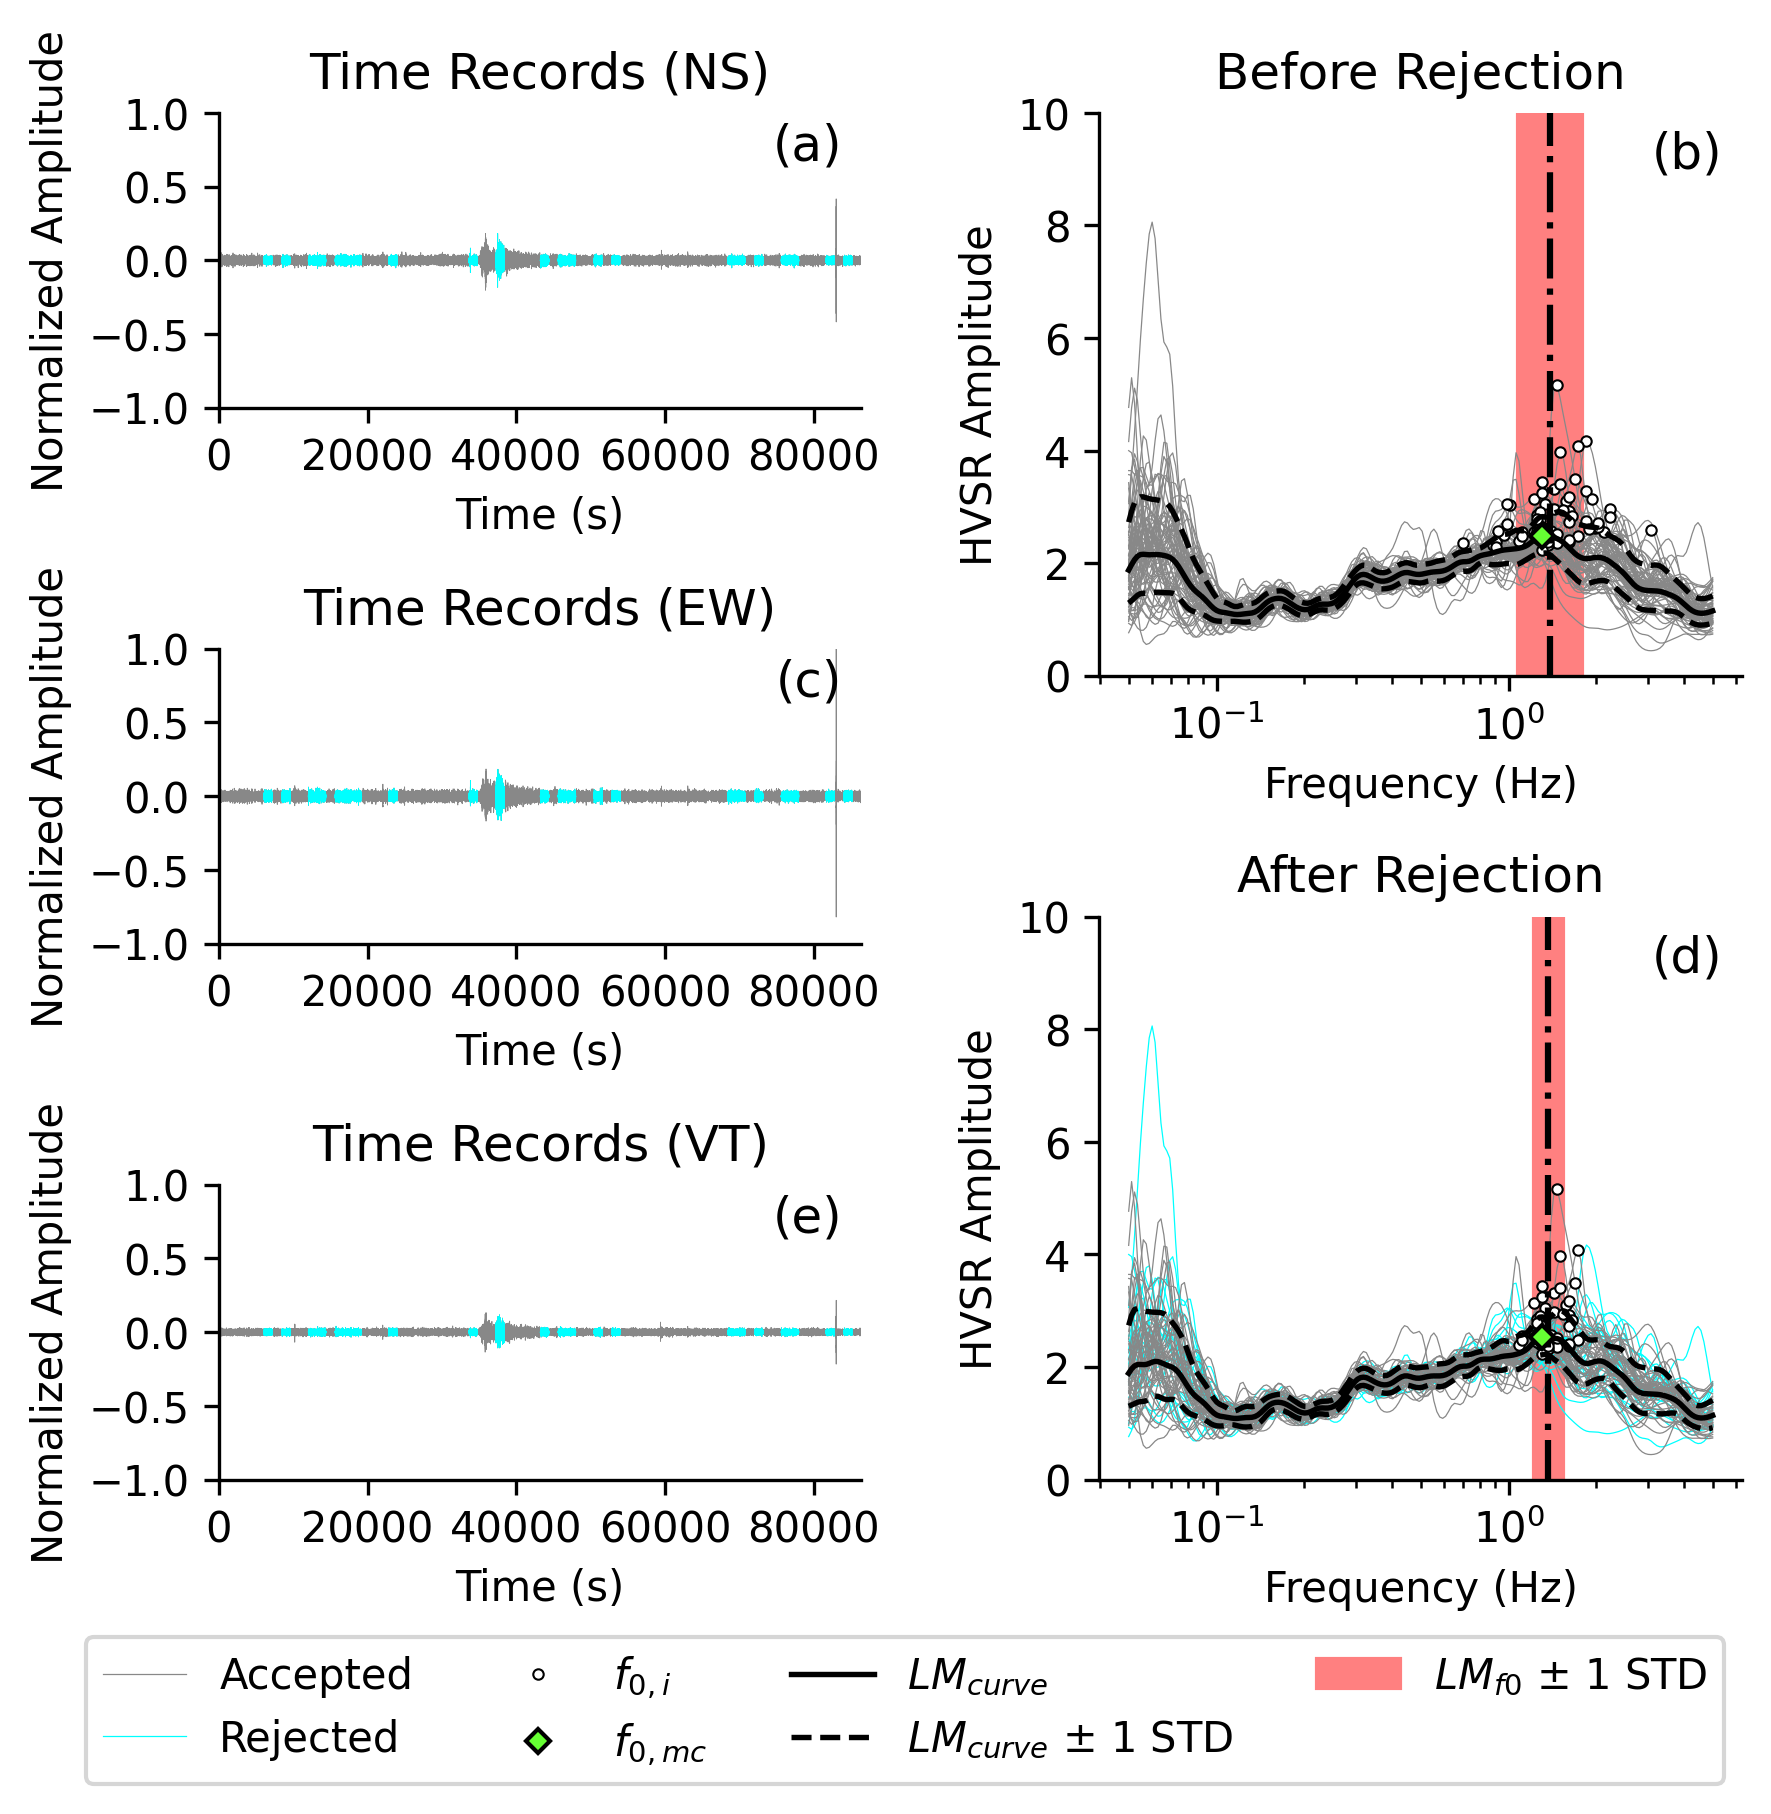 Time Records (NS)
Normalized Amplitude
1.0
0.5
0.0
−0.5
−1.0
(a)
0 20000 40000 60000 80000
Time (s)
Before Rejection
HVSR Amplitude
10
8
6
4
2
0
(b)
10⁻¹ 10⁰
Frequency (Hz)
Time Records (EW)
Normalized Amplitude
1.0
0.5
0.0
−0.5
−1.0
(c)
0 20000 40000 60000 80000
Time (s)
After Rejection
HVSR Amplitude
10
8
6
4
2
0
(d)
10⁻¹ 10⁰
Frequency (Hz)
Time Records (VT)
Normalized Amplitude
1.0
0.5
0.0
−0.5
−1.0
(e)
0 20000 40000 60000 80000
Time (s)
Accepted
Rejected
f0,i
f0,mc
LMcurve
LMcurve ± 1 STD
LMf0 ± 1 STD